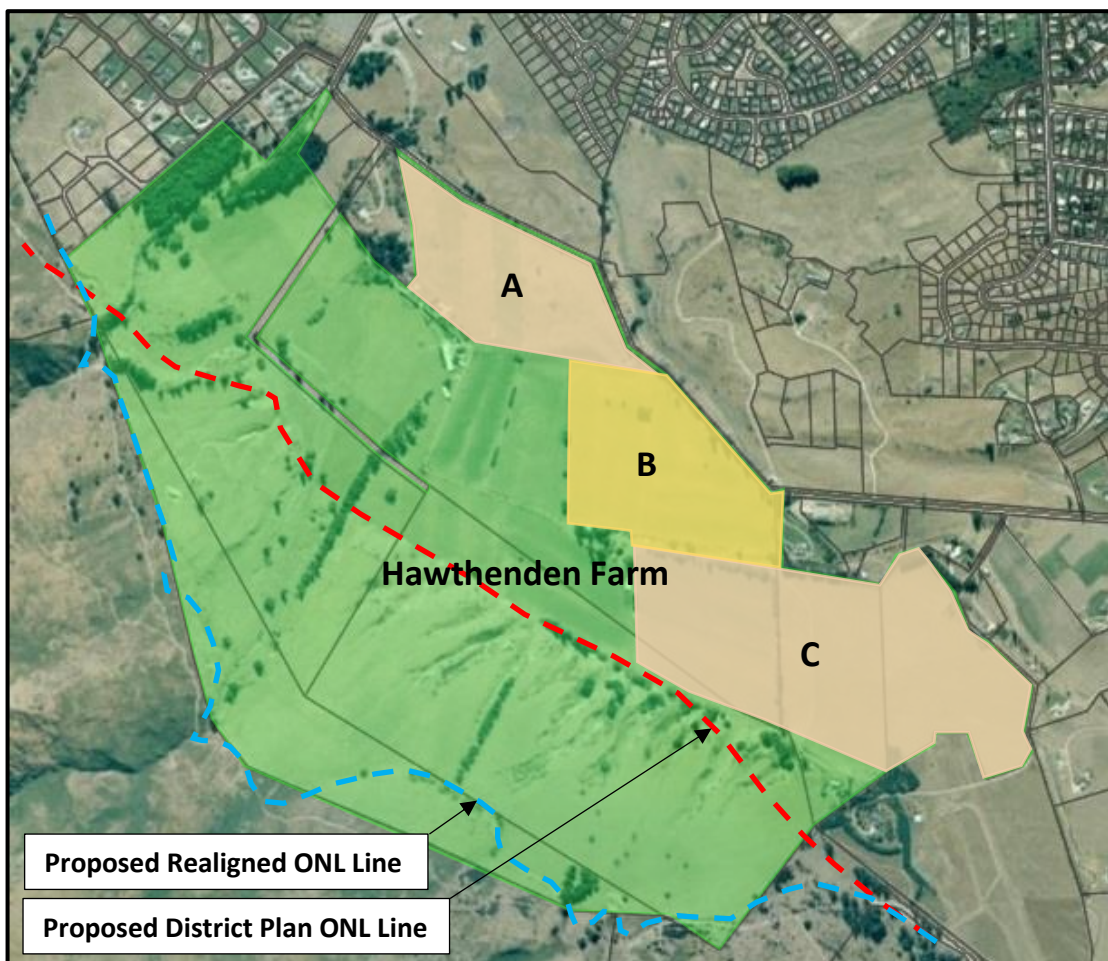 A
B
Hawthenden Farm
C
Proposed Realigned ONL Line
Proposed District Plan ONL Line